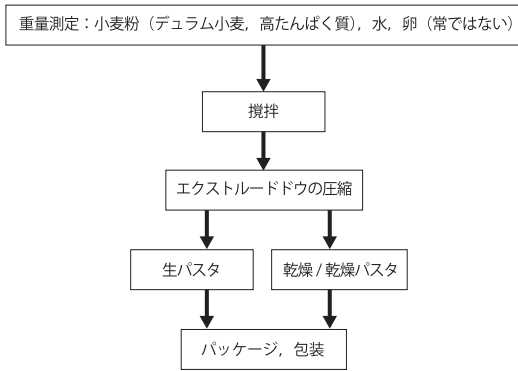 重量測定：小麦粉（デュラム小麦，高たんぱく質），水，卵（常ではない）
撹拌
エクストルードドウの圧縮
生パスタ
乾燥 / 乾燥パスタ
パッケージ，包装